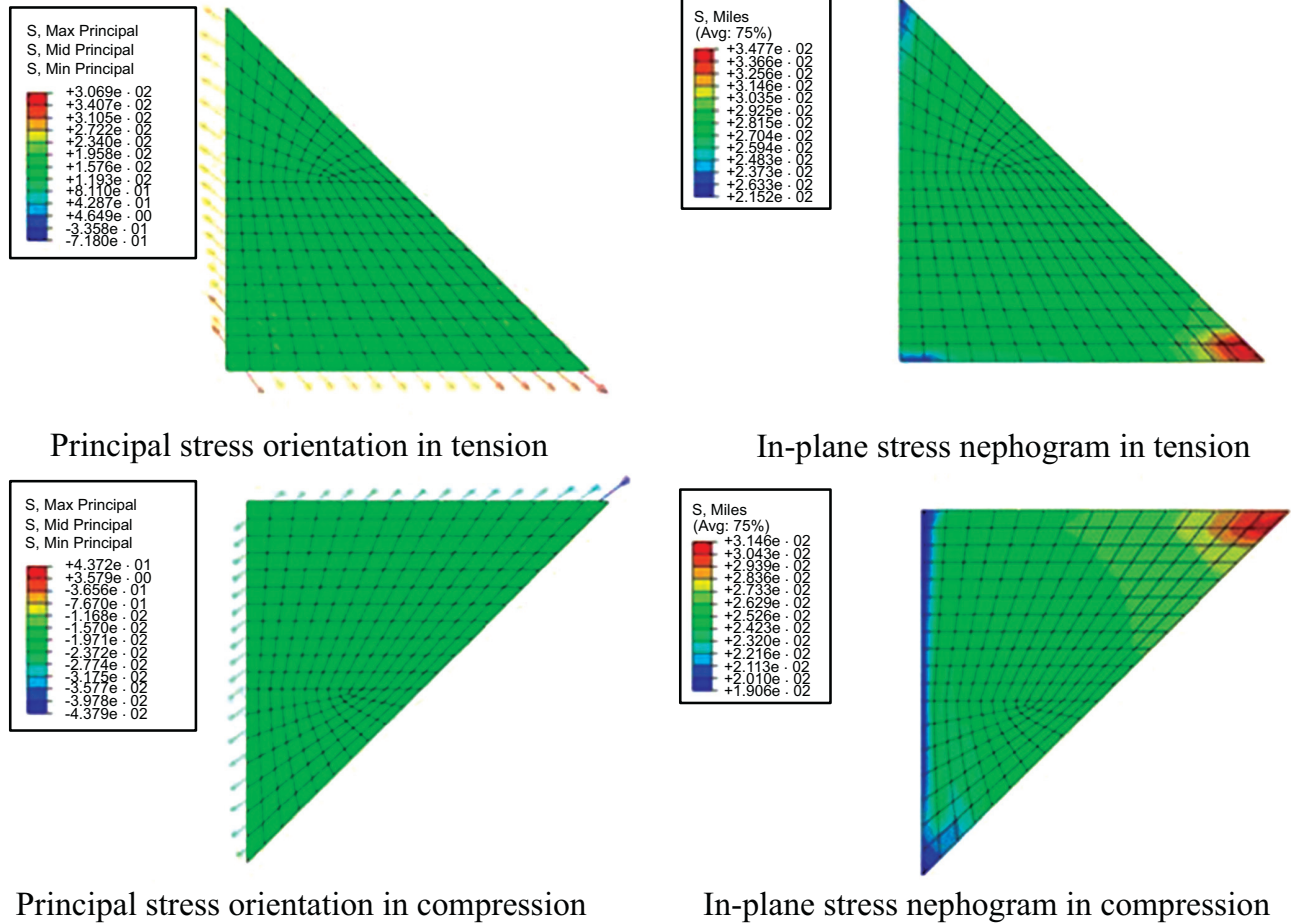 S, Max Principal
S, Mid Principal
S, Min Principal
+3.069e · 02
+3.407e · 02
+3.105e · 02
+2.722e · 02
+2.340e · 02
+1.958e · 02
+1.576e · 02
+1.193e · 02
+8.110e · 01
+4.287e · 01
+4.649e · 00
-3.358e · 01
-7.180e · 01
S, Miles
(Avg: 75%)
+3.477e · 02
+3.366e · 02
+3.256e · 02
+3.146e · 02
+3.035e · 02
+2.925e · 02
+2.815e · 02
+2.704e · 02
+2.594e · 02
+2.483e · 02
+2.373e · 02
+2.633e · 02
+2.152e · 02
Principal stress orientation in tension
In-plane stress nephogram in tension
S, Max Principal
S, Mid Principal
S, Min Principal
+4.372e · 01
+3.579e · 00
-3.656e · 01
-7.670e · 01
-1.168e · 02
-1.570e · 02
-1.971e · 02
-2.372e · 02
-2.774e · 02
-3.175e · 02
-3.577e · 02
-3.978e · 02
-4.379e · 02
S, Miles
(Avg: 75%)
+3.146e · 02
+3.043e · 02
+2.939e · 02
+2.836e · 02
+2.733e · 02
+2.629e · 02
+2.526e · 02
+2.423e · 02
+2.320e · 02
+2.216e · 02
+2.113e · 02
+2.010e · 02
+1.906e · 02
Principal stress orientation in compression
In-plane stress nephogram in compression